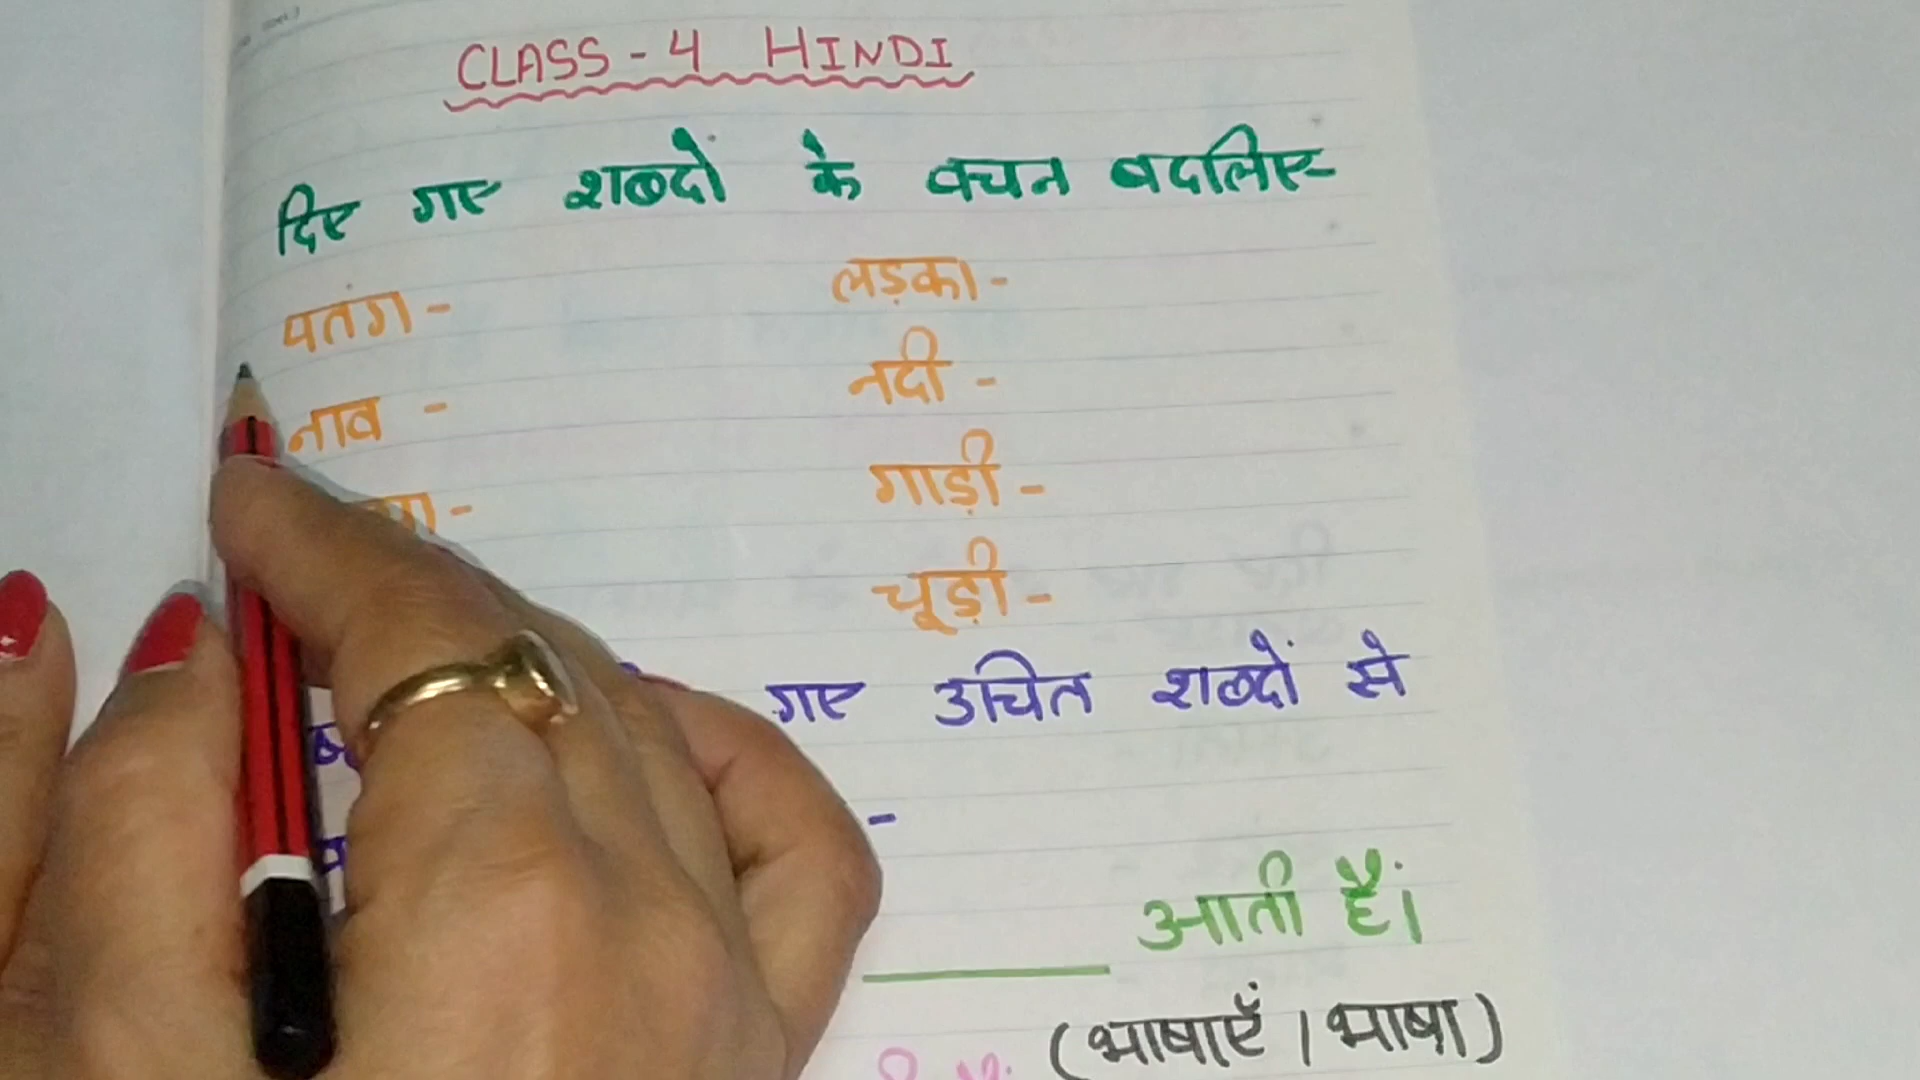 CLASS - 4 HINDI
दिए गए शब्दों के वचन बदलिए-
पतंग - लड़का -
नाव - नदी -
- गाड़ी -
चूड़ी -
गए उचित शब्दों से
-
आती हैं।
(भाषाएँ / भाषा)